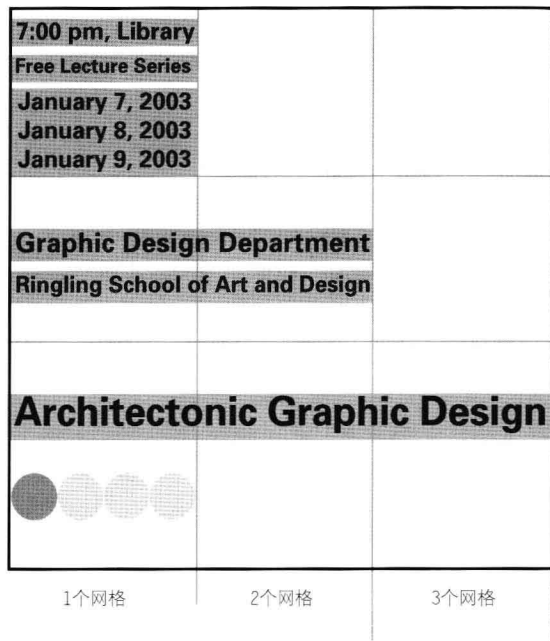 7:00 pm, Library
Free Lecture Series
January 7, 2003
January 8, 2003
January 9, 2003
Graphic Design Department
Ringling School of Art and Design
Architectonic Graphic Design
1个网格
2个网格
3个网格